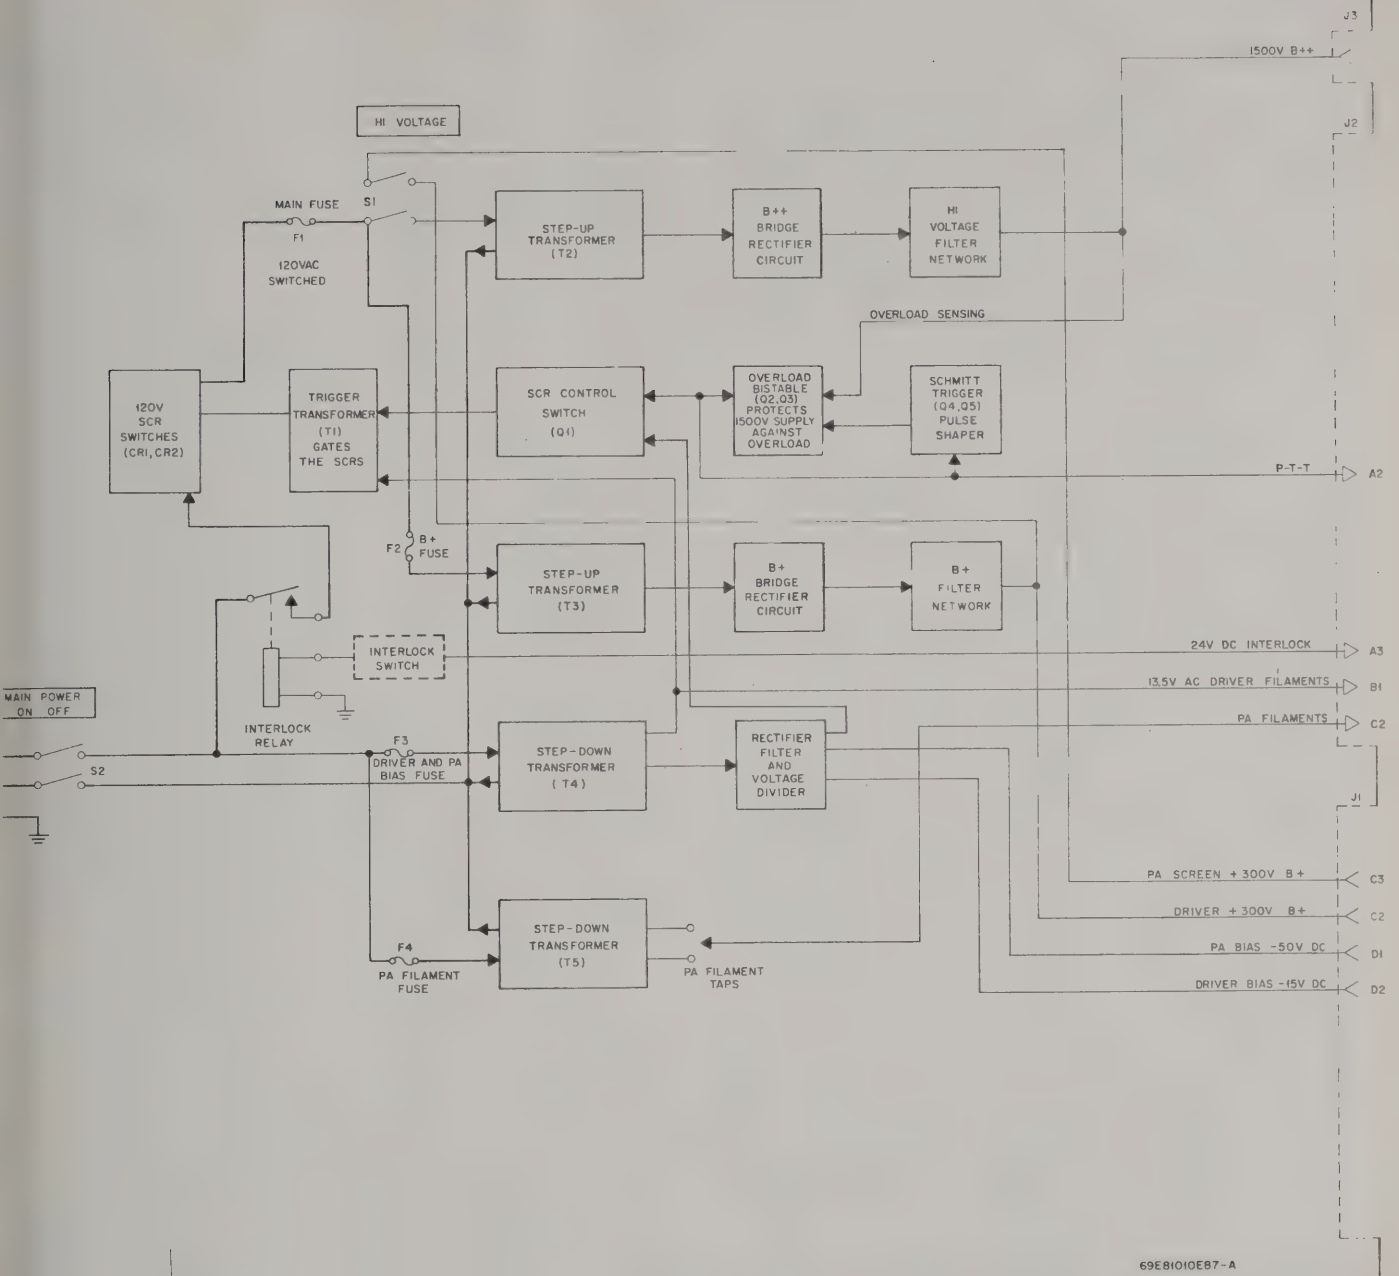 J3
1500V B++
HI VOLTAGE
J2
MAIN FUSE
F1
S1
120VAC
SWITCHED
STEP-UP
TRANSFORMER
(T2)
B++
BRIDGE
RECTIFIER
CIRCUIT
HI
VOLTAGE
FILTER
NETWORK
OVERLOAD SENSING
120V
SCR
SWITCHES
(CR1,CR2)
TRIGGER
TRANSFORMER
(T1)
GATES
THE SCRS
SCR CONTROL
SWITCH
(Q1)
OVERLOAD
BISTABLE
(Q2,Q3)
PROTECTS
1500V SUPPLY
AGAINST
OVERLOAD
SCHMITT
TRIGGER
(Q4,Q5)
PULSE
SHAPER
P-T-T
A2
F2
B+
FUSE
STEP-UP
TRANSFORMER
(T3)
B+
BRIDGE
RECTIFIER
CIRCUIT
B+
FILTER
NETWORK
INTERLOCK
SWITCH
24V DC INTERLOCK
A3
13.5V AC DRIVER FILAMENTS
B1
PA FILAMENTS
C2
MAIN POWER
ON OFF
INTERLOCK
RELAY
S2
F3
DRIVER AND PA
BIAS FUSE
STEP-DOWN
TRANSFORMER
(T4)
RECTIFIER
FILTER
AND
VOLTAGE
DIVIDER
J1
PA SCREEN +300V B+
C3
DRIVER +300V B+
C2
PA BIAS -50V DC
D1
DRIVER BIAS -15V DC
D2
F4
PA FILAMENT
FUSE
STEP-DOWN
TRANSFORMER
(T5)
PA FILAMENT
TAPS
69E81010E87-A